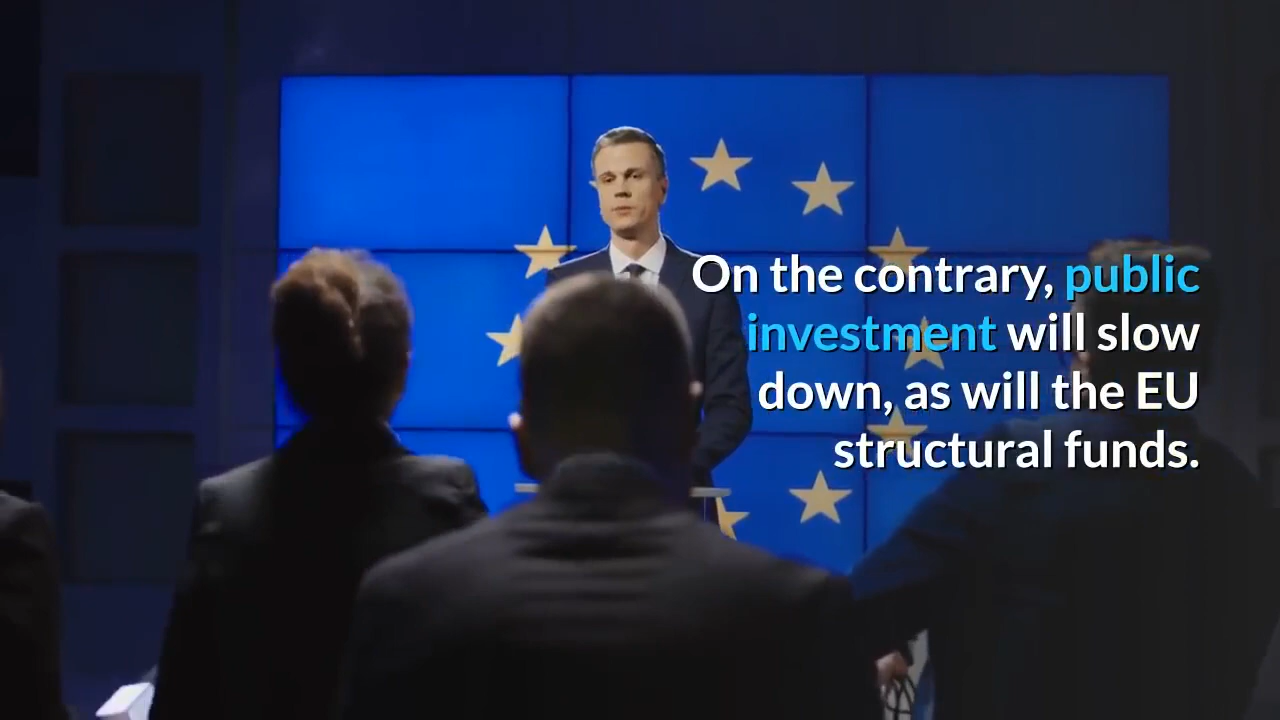 On the contrary, public
investment will slow
down, as will the EU
structural funds.